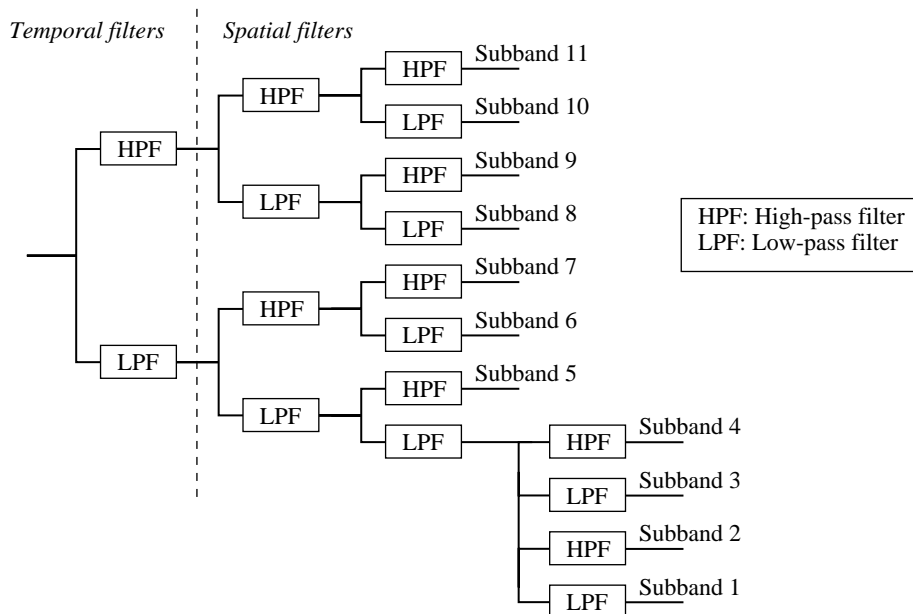 Temporal filters
Spatial filters
Subband 11
HPF
HPF
Subband 10
LPF
HPF
Subband 9
HPF
LPF
Subband 8
LPF
HPF: High-pass filter
LPF: Low-pass filter
Subband 7
HPF
HPF
Subband 6
LPF
LPF
Subband 5
HPF
LPF
Subband 4
LPF
HPF
Subband 3
LPF
Subband 2
HPF
Subband 1
LPF